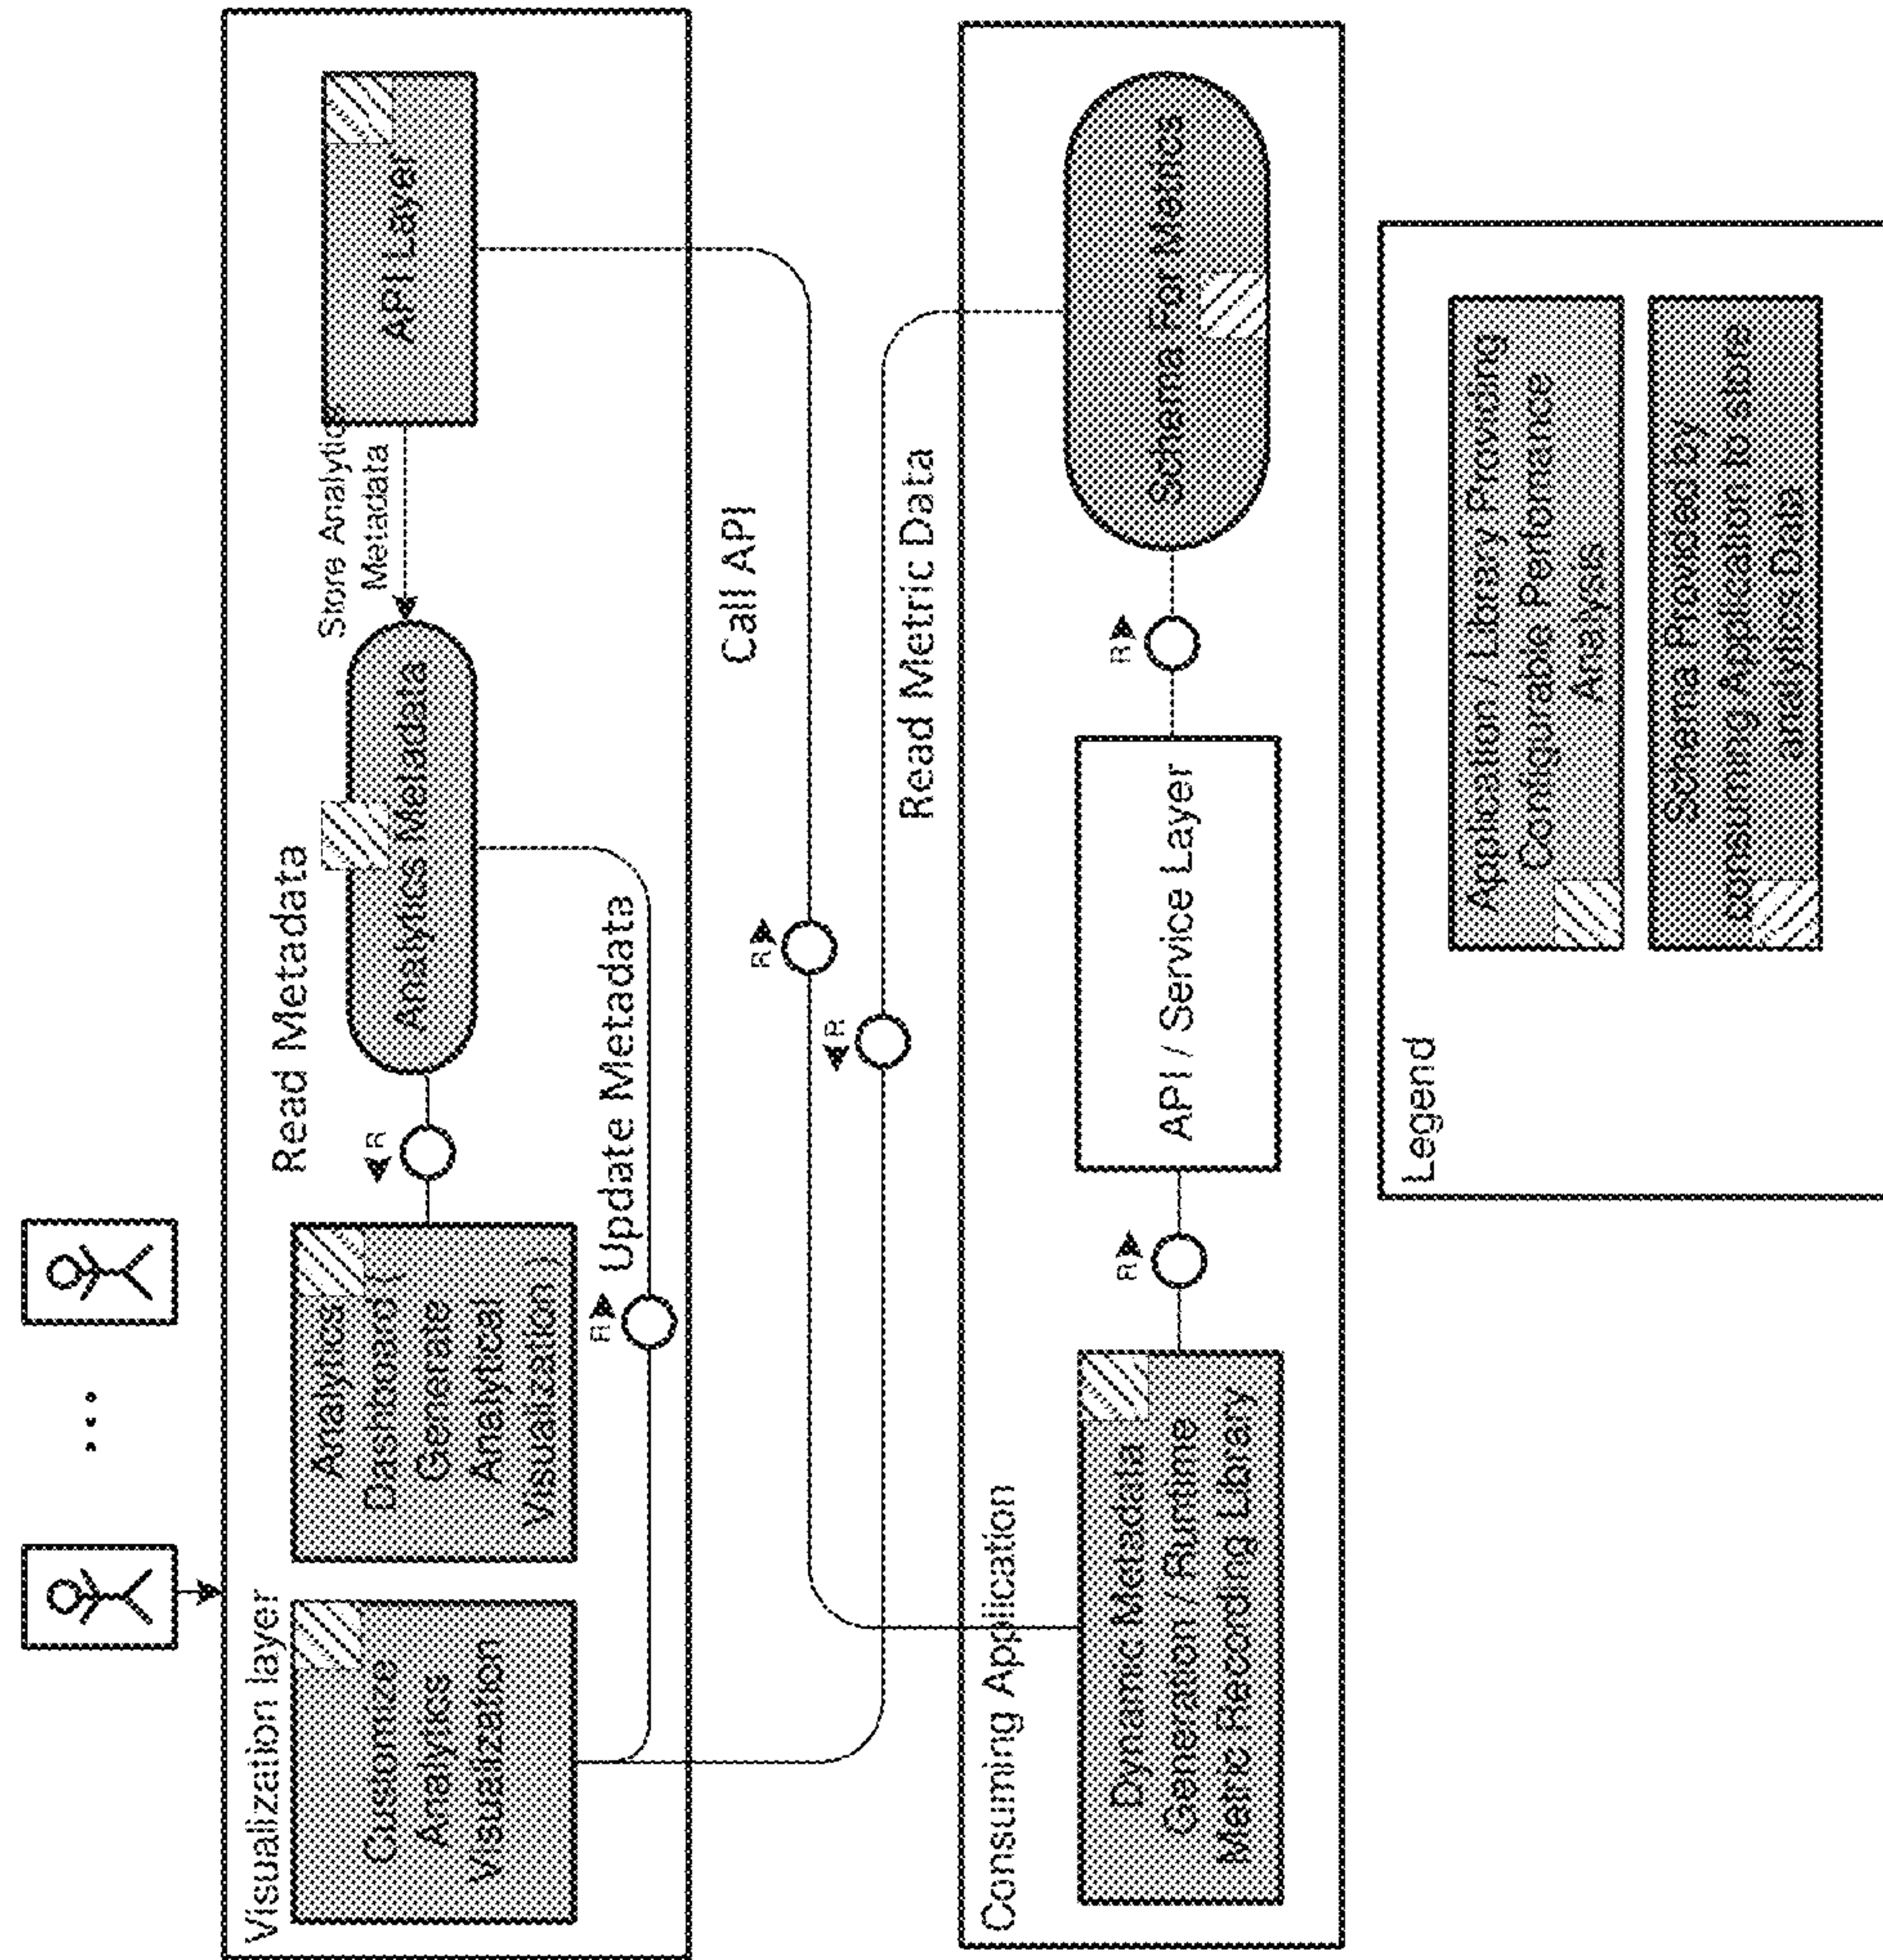 Visualization layer
Customize
Analytics
Visualization
Analytics
Dashboard (
Generate
Analytical
Visualization )
Read Metadata
R
Analytics Metadata
Store Analytics
Metadata
API Layer
R
Update Metadata
R
Call API
R
Read Metric Data
Consuming Application
Dynamic Metadata
Generation / Runtime
Metric Recording Library
R
API / Service Layer
R
Schema For Metrics
Legend
Application / Library Providing
Configurable Performance
Analysis
Schema Provided by
consuming Application to store
analytics Data